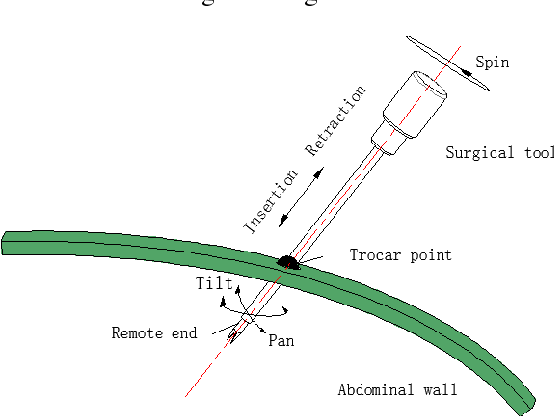 Spin
Surgical tool
Insertion Retraction
Trocar point
Tilt
Remote end
Pan
Abcominal wall